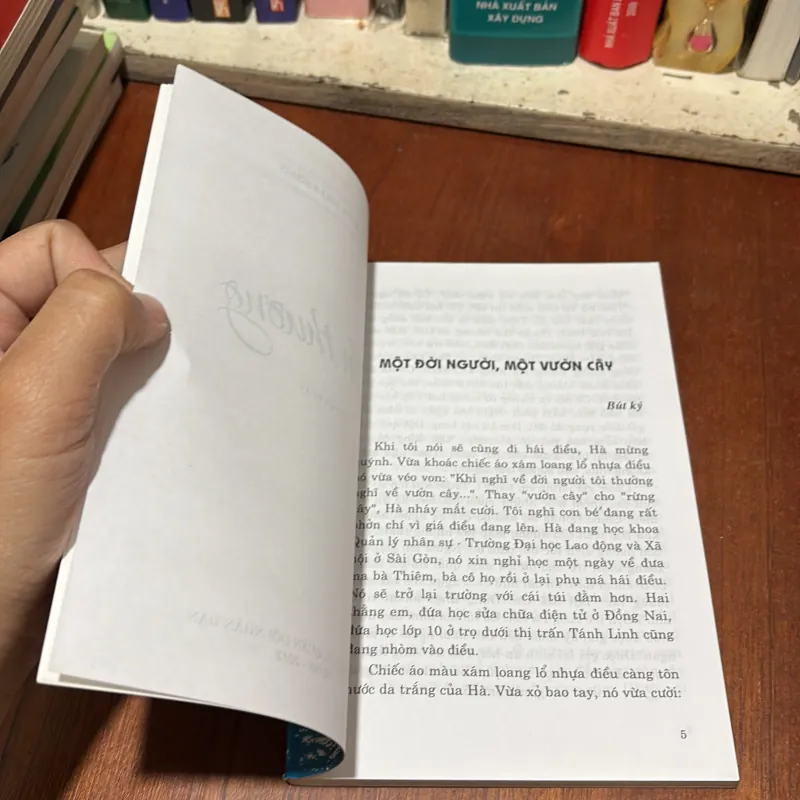 NHÀ XUẤT BẢN
XÂY DỰNG
NHÀ XUẤT BẢN
MỘT ĐỜI NGƯỜI, MỘT VƯỜN CÂY
Bút ký
Khi tôi nói sẽ cũng đi hái điều, Hà mừng
quýnh. Vừa khoác chiếc áo xám loang lổ nhựa điều
nó vừa véo von: "Khi nghĩ về đời người tôi thường
nghĩ về vườn cây...". Thay "vườn cây" cho "rừng
cây", Hà nháy mắt cười. Tôi nghĩ con bé đang rất
phởn chí vì giá điều đang lên. Hà đang học khoa
Quản lý nhân sự - Trường Đại học Lao động và Xã
hội ở Sài Gòn, nó xin nghỉ học một ngày về đưa
ma bà Thiêm, bà cô họ rồi ở lại phụ má hái điều.
Nó sẽ trở lại trường với cái túi đằm hơn. Hai
thằng em, đứa học sửa chữa điện tử ở Đồng Nai,
đứa học lớp 10 ở trọ dưới thị trấn Tánh Linh cũng
đang nhòm vào điều.
Chiếc áo màu xám loang lổ nhựa điều càng tôn
nước da trắng của Hà. Vừa xỏ bao tay, nó vừa cười:
5